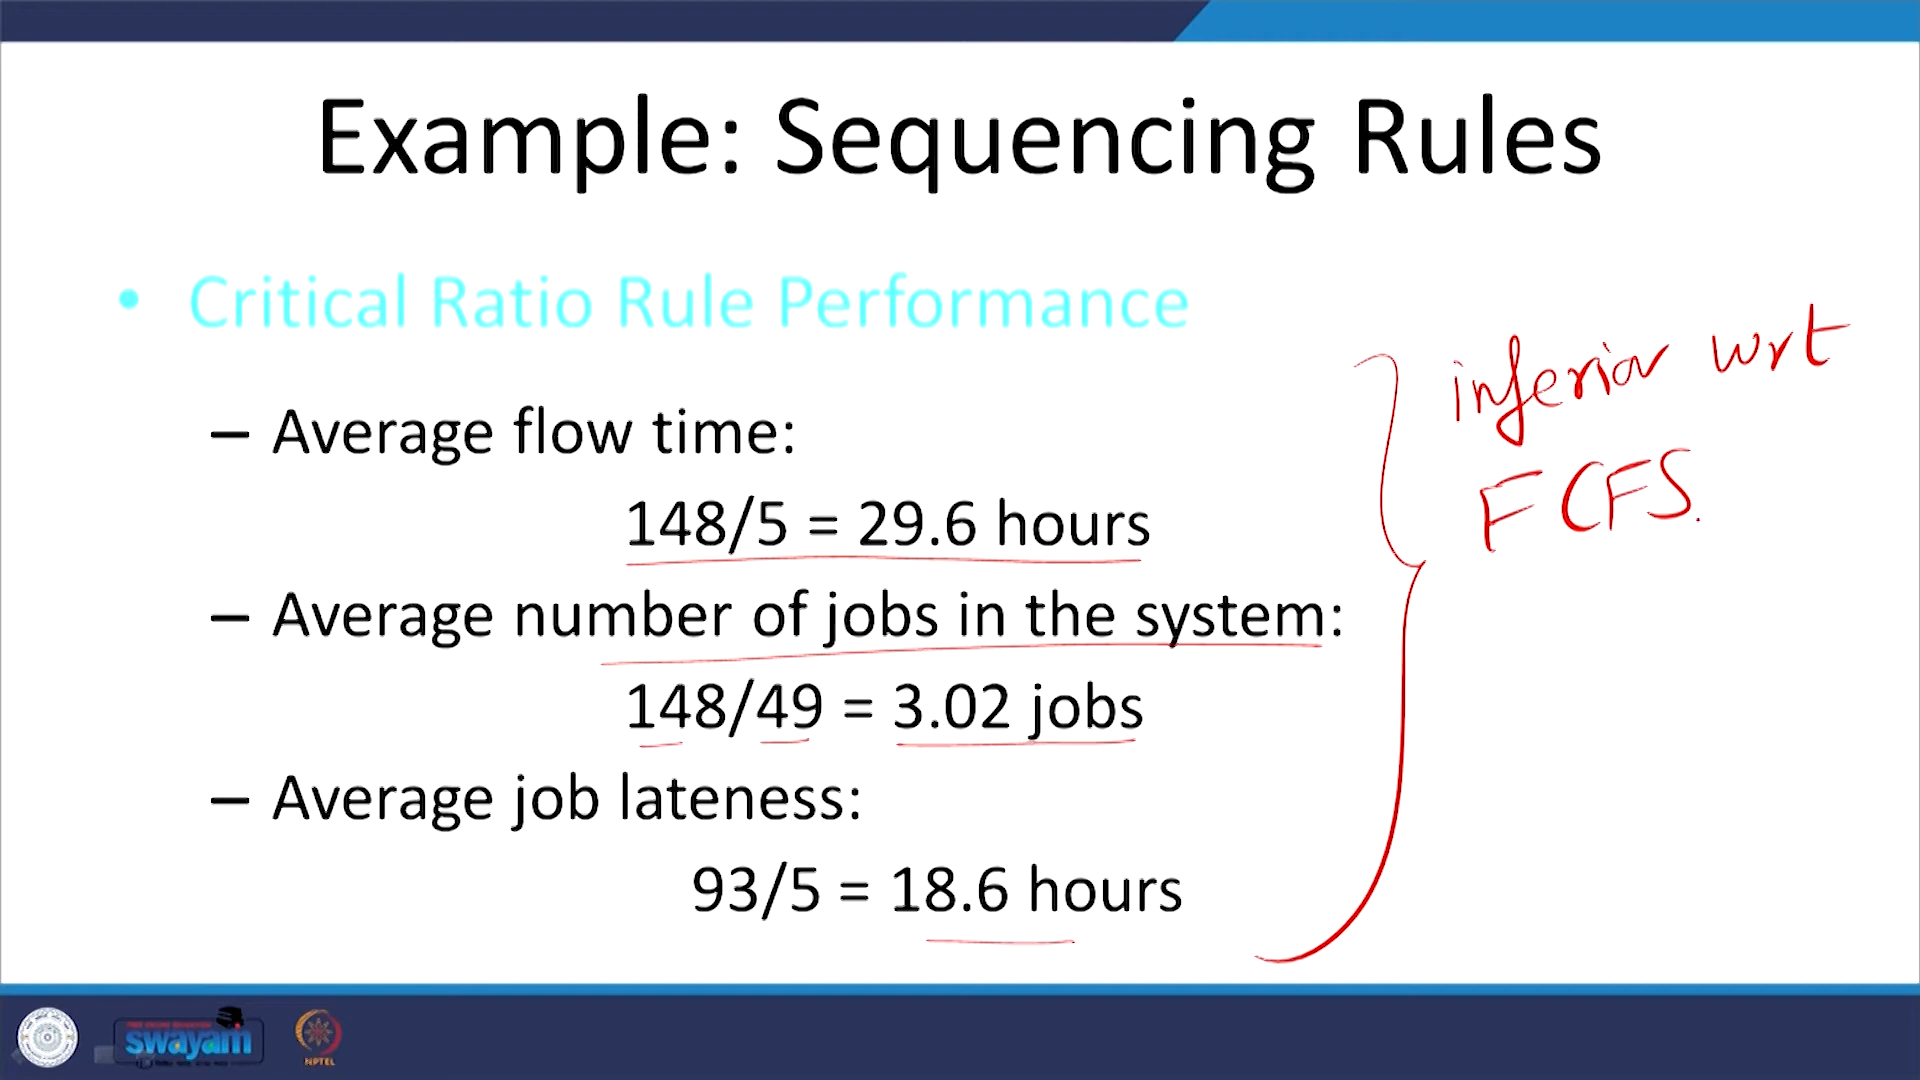 Example: Sequencing Rules
• Critical Ratio Rule Performance
– Average flow time:
148/5 = 29.6 hours
– Average number of jobs in the system:
148/49 = 3.02 jobs
– Average job lateness:
93/5 = 18.6 hours
inferior wrt
FCFS.
swayam
NPTEL